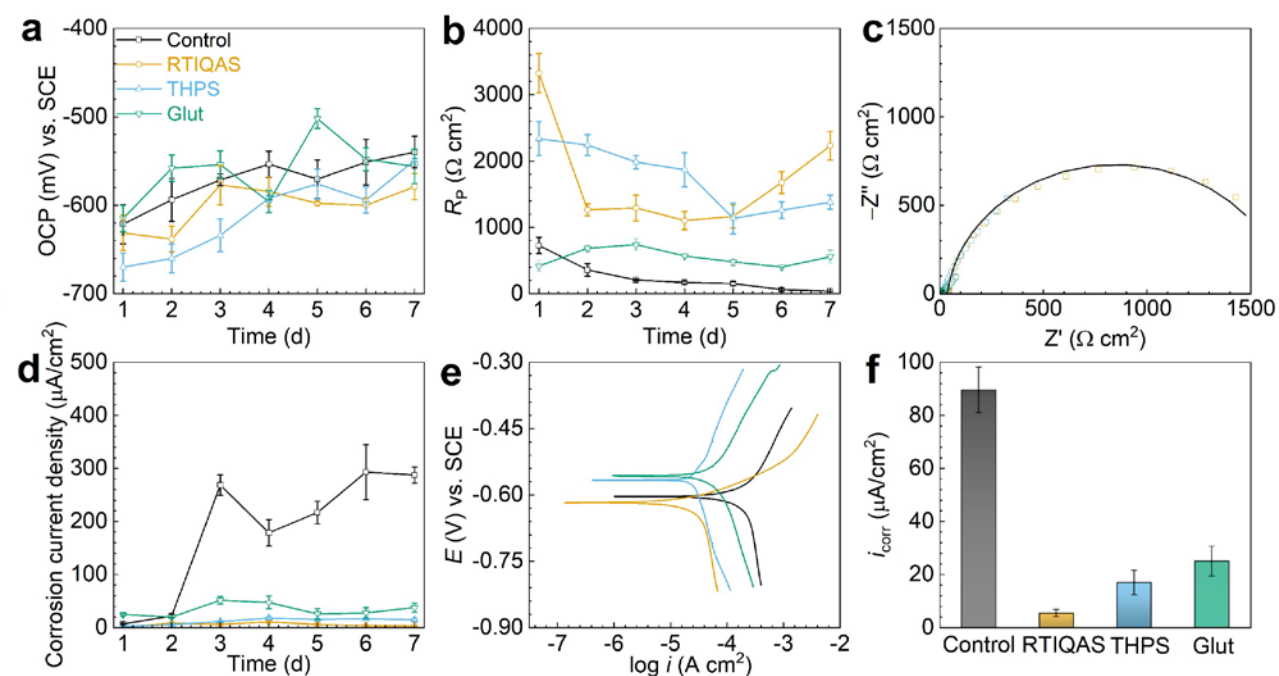 a
-400
-500
-600
-700
OCP (mV) vs. SCE
Control
RTIQAS
THPS
Glut
1 2 3 4 5 6 7
Time (d)
b
4000
3000
2000
1000
0
R_P (Ω cm²)
1 2 3 4 5 6 7
Time (d)
c
1500
1000
500
0
−Z'' (Ω cm²)
0 500 1000 1500
Z' (Ω cm²)
d
500
400
300
200
100
0
Corrosion current density (µA/cm²)
1 2 3 4 5 6 7
Time (d)
e
-0.30
-0.45
-0.60
-0.75
-0.90
E (V) vs. SCE
-7 -6 -5 -4 -3 -2
log i (A cm²)
f
100
80
60
40
20
0
i_corr (µA/cm²)
Control RTIQAS THPS Glut